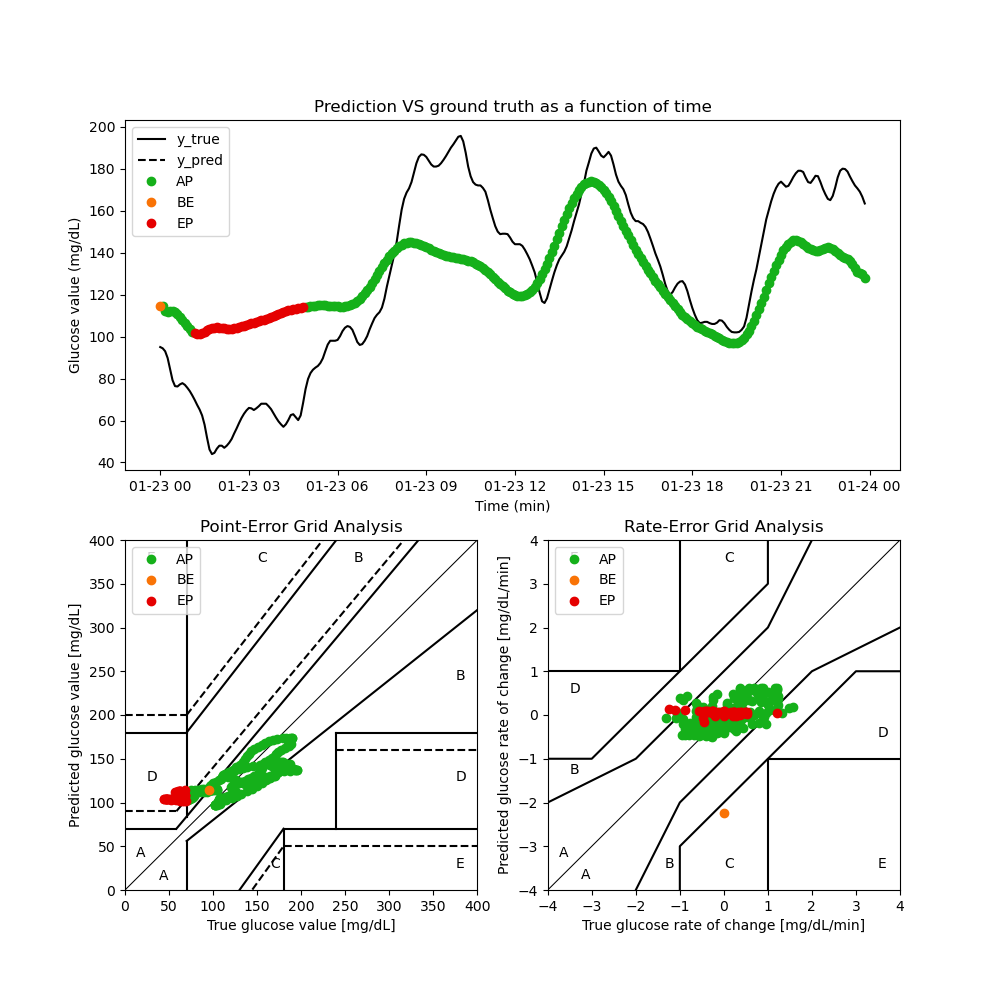 Prediction VS ground truth as a function of time
Glucose value (mg/dL)
200
180
160
140
120
100
80
60
40
y_true
y_pred
AP
BE
EP
01-23 00 01-23 03 01-23 06 01-23 09 01-23 12 01-23 15 01-23 18 01-23 21 01-24 00
Time (min)
Point-Error Grid Analysis
Predicted glucose value [mg/dL]
400
350
300
250
200
150
100
50
0
AP
BE
EP
C B
B
D D
A
A
C
E
0 50 100 150 200 250 300 350 400
True glucose value [mg/dL]
Rate-Error Grid Analysis
Predicted glucose rate of change [mg/dL/min]
4
3
2
1
0
−1
−2
−3
−4
AP
BE
EP
C
D
D
B
A
A
B C E
−4 −3 −2 −1 0 1 2 3 4
True glucose rate of change [mg/dL/min]